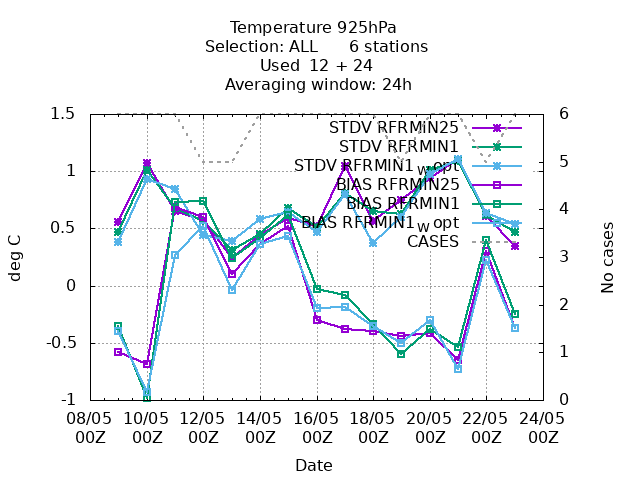 Temperature 925hPa
Selection: ALL 6 stations
Used 12 + 24
Averaging window: 24h
STDV RFRMIN25
STDV RFRMIN1
STDV RFRMIN1wopt
BIAS RFRMIN25
BIAS RFRMIN1
BIAS RFRMIN1wopt
CASES
1.5
1
0.5
0
-0.5
-1
deg C
6
5
4
3
2
1
0
No cases
08/05 10/05 12/05 14/05 16/05 18/05 20/05 22/05 24/05
00Z 00Z 00Z 00Z 00Z 00Z 00Z 00Z 00Z
Date